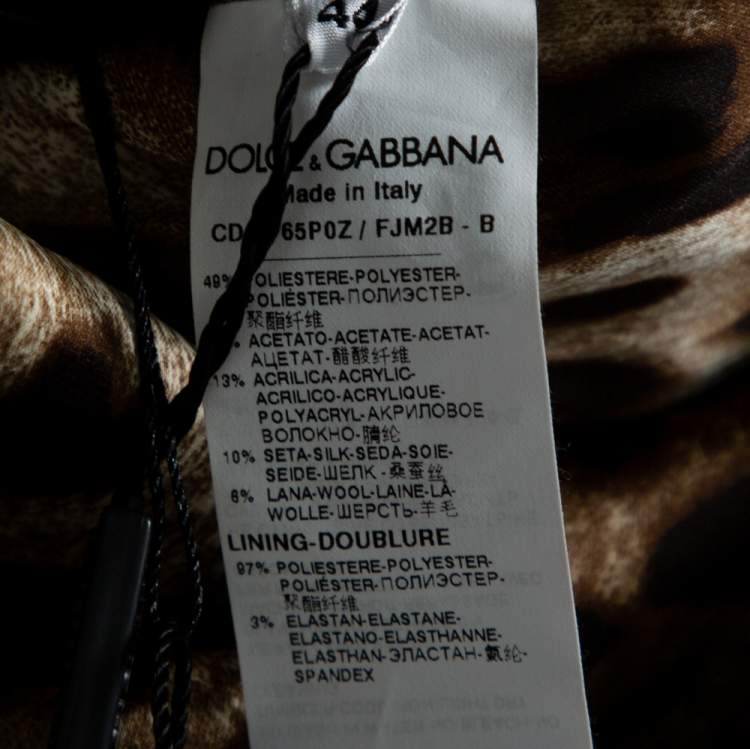 40
DOLCE & GABBANA
Made in Italy
65P0Z / FJM2B - B
49% POLIESTERE-POLYESTER-
POLIÉSTER-ПОЛИЭСТЕР-
聚酯纤维
ACETATO-ACETATE-ACETAT-
АЦЕТАТ-醋酸纤维
13% ACRILICA-ACRYLIC-
ACRILICO-ACRYLIQUE-
POLYACRYL-АКРИЛОВОЕ
ВОЛОКНО-腈纶
10% SETA-SILK-SEDA-SOIE-
SEIDE-ШЕЛК -桑蚕丝
6% LANA-WOOL-LAINE-LÃ-
WOLLE-ШЕРСТЬ-羊毛
LINING-DOUBLURE
97% POLIESTERE-POLYESTER-
POLIÉSTER-ПОЛИЭСТЕР-
聚酯纤维
3% ELASTAN-ELASTANE-
ELASTANO-ELASTHANNE-
ELASTHAN-ЭЛАСТАН-氨纶-
SPANDEX